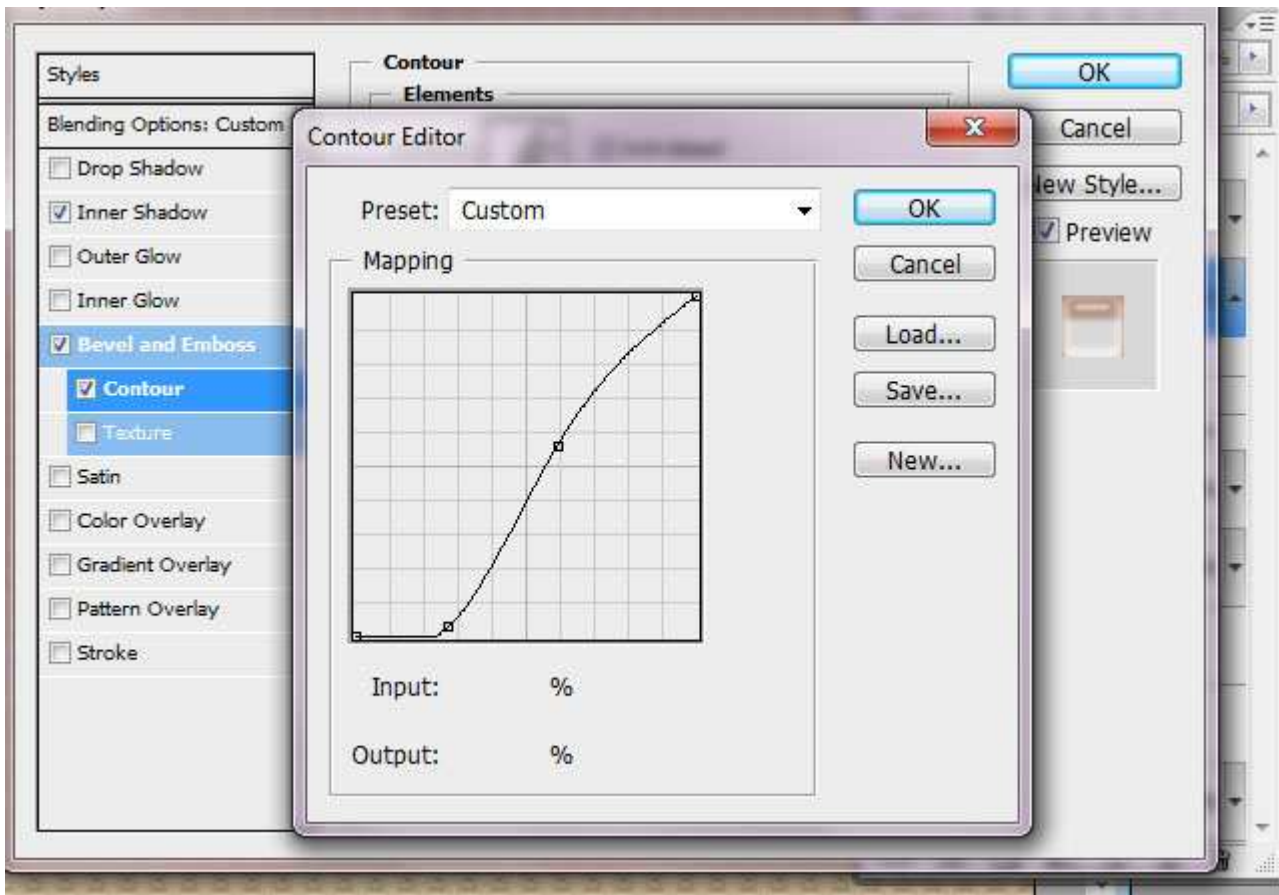 Styles
Blending Options: Custom
Drop Shadow
Inner Shadow
Outer Glow
Inner Glow
Bevel and Emboss
Contour
Texture
Satin
Color Overlay
Gradient Overlay
Pattern Overlay
Stroke
Contour
Elements
OK
Cancel
New Style...
Preview
Contour Editor
Preset: Custom
Mapping
Input: %
Output: %
OK
Cancel
Load...
Save...
New...